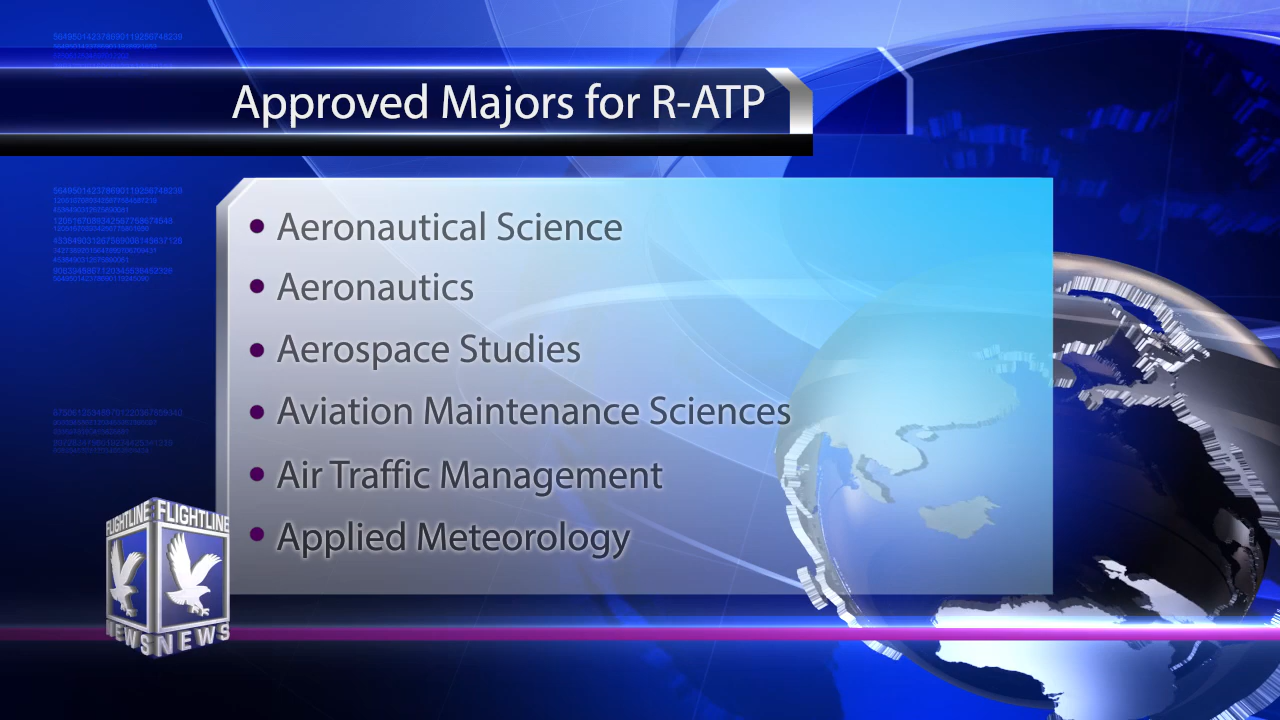 Approved Majors for R-ATP
• Aeronautical Science
• Aeronautics
• Aerospace Studies
• Aviation Maintenance Sciences
• Air Traffic Management
• Applied Meteorology
FLIGHTLINE FLIGHTLINE
NEWS NEWS